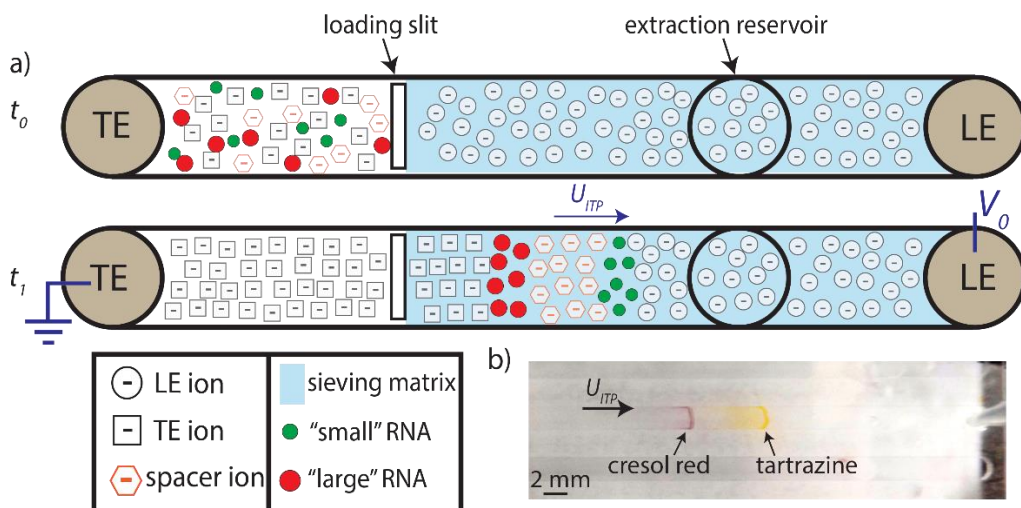 loading slit
extraction reservoir
a)
t0
TE
LE
UITP
V0
t1
TE
LE
LE ion
TE ion
spacer ion
sieving matrix
"small" RNA
"large" RNA
b)
UITP
cresol red
tartrazine
2 mm